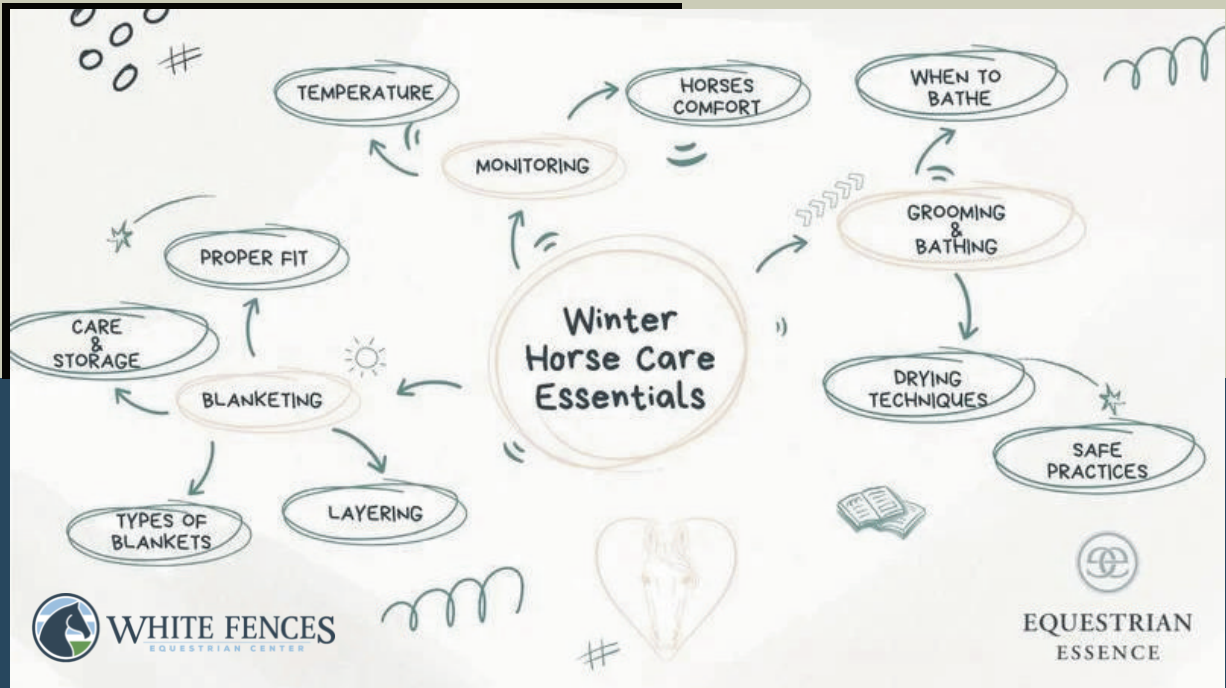 TEMPERATURE
HORSES
COMFORT
WHEN TO
BATHE
MONITORING
GROOMING
&
BATHING
PROPER FIT
CARE
&
STORAGE
Winter
Horse Care
Essentials
BLANKETING
DRYING
TECHNIQUES
SAFE
PRACTICES
TYPES OF
BLANKETS
LAYERING
WHITE FENCES
EQUESTRIAN CENTER
EQUESTRIAN
ESSENCE